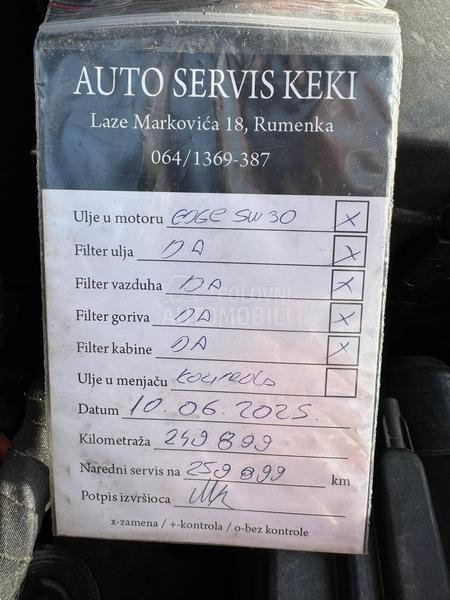 AUTO SERVIS KEKI
Laze Markovića 18, Rumenka
064/1369-387
Ulje u motoru EDGE 5W30 X
Filter ulja DA X
Filter vazduha DA X
POLOVNI
AUTOMOBILI
Filter goriva DA X
Filter kabine DA X
Ulje u menjaču
Datum 10.06.2025.
Kilometraža 249899
Naredni servis na 259899 km
Potpis izvršioca
x-zamena / +-kontrola / o-bez kontrole